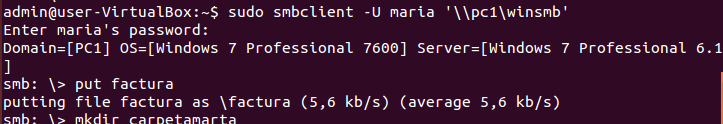 admin@user-VirtualBox:~$ sudo smbclient -U maria '\\pc1\winsmb'
Enter maria's password:
Domain=[PC1] OS=[Windows 7 Professional 7600] Server=[Windows 7 Professional 6.1
]
smb: \> put factura
putting file factura as \factura (5,6 kb/s) (average 5,6 kb/s)
smb: \> mkdir carpetamarta